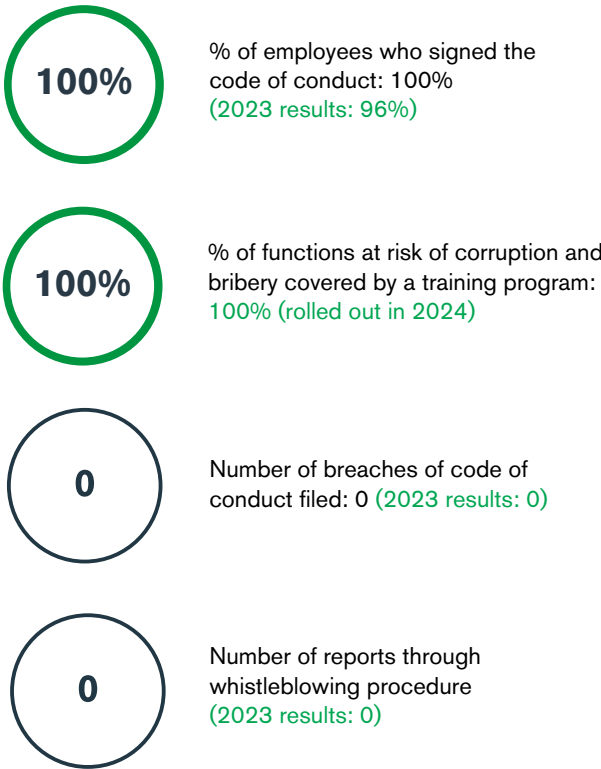 100%
% of employees who signed the
code of conduct: 100%
(2023 results: 96%)
100%
% of functions at risk of corruption and
bribery covered by a training program:
100% (rolled out in 2024)
0
Number of breaches of code of
conduct filed: 0 (2023 results: 0)
0
Number of reports through
whistleblowing procedure
(2023 results: 0)